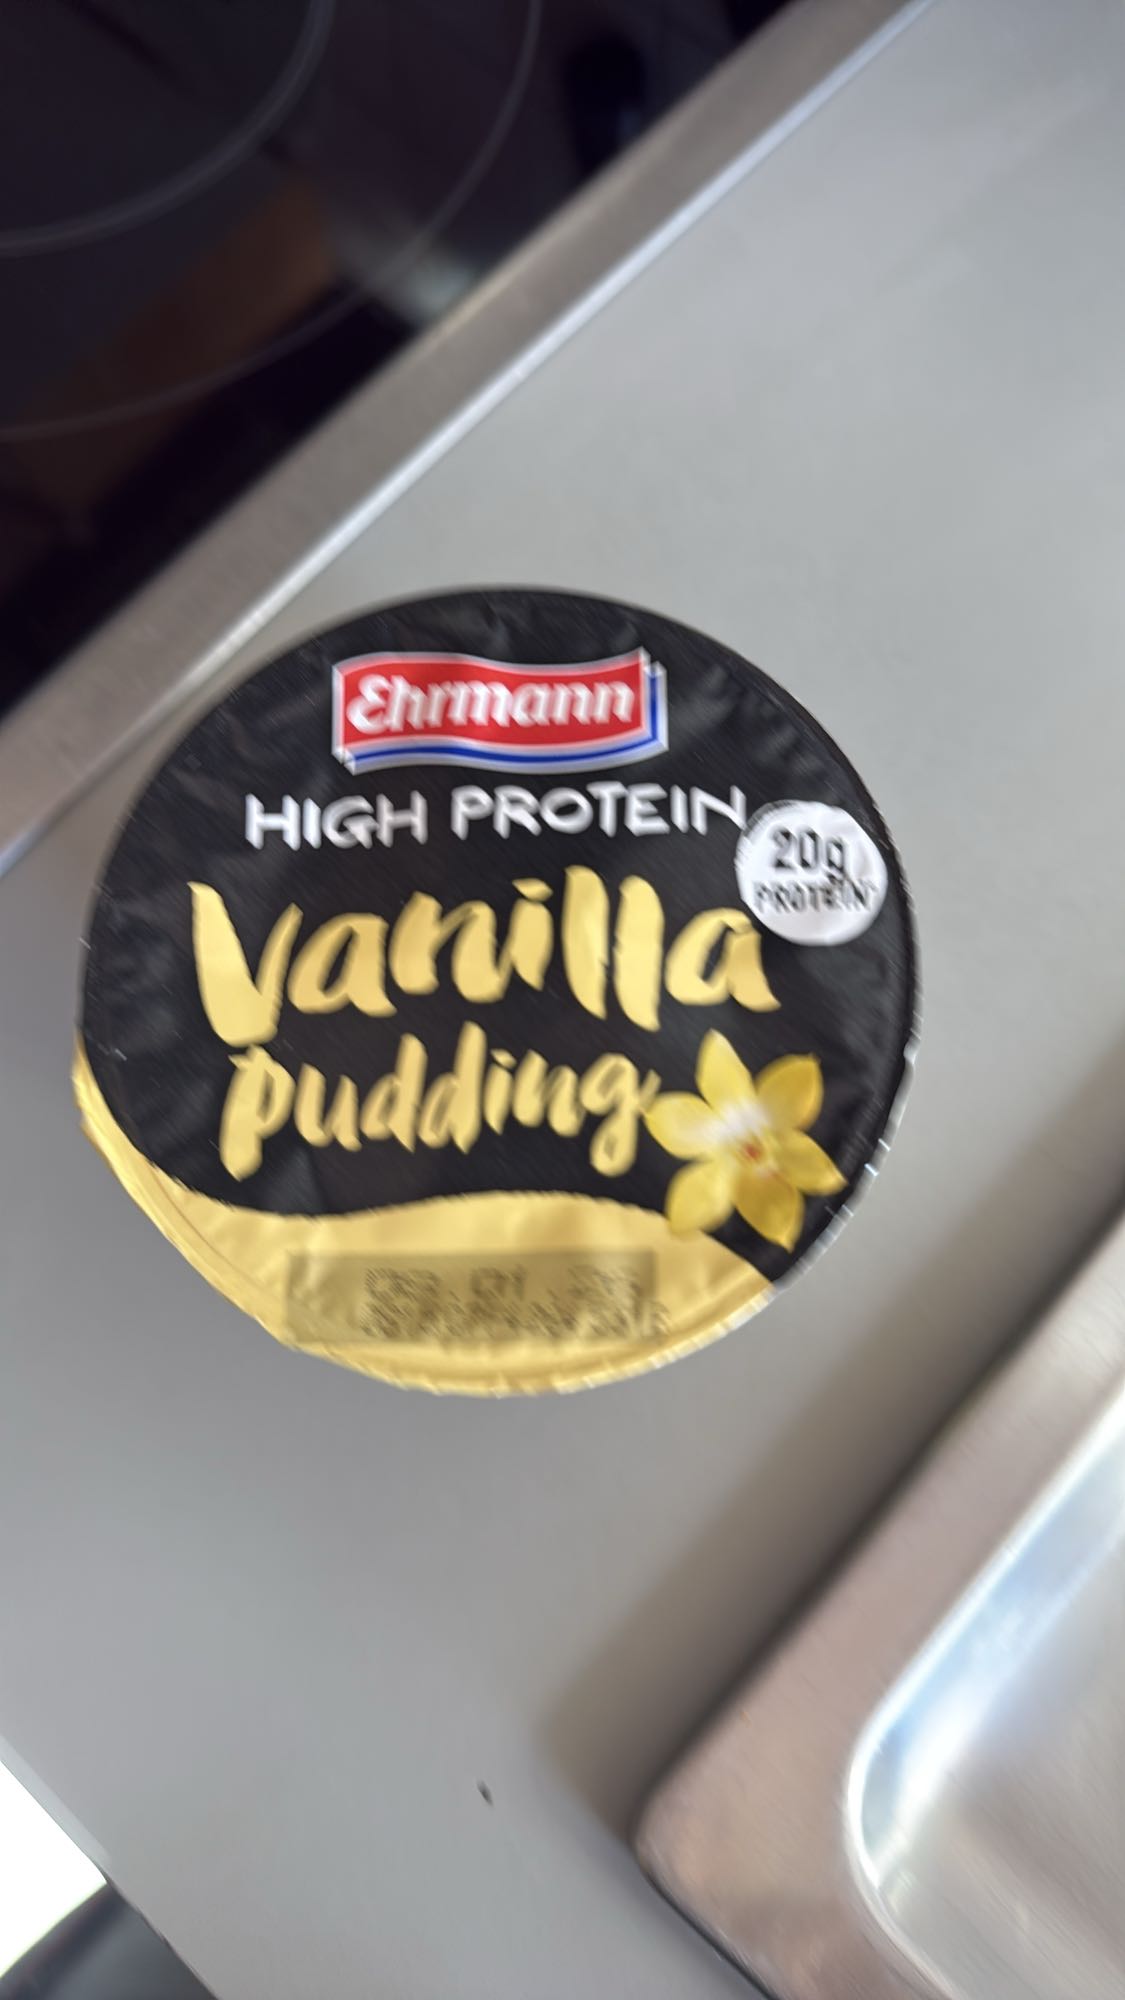 Ehrmann
HIGH PROTEIN
20g
PROTEIN
Vanilla
pudding